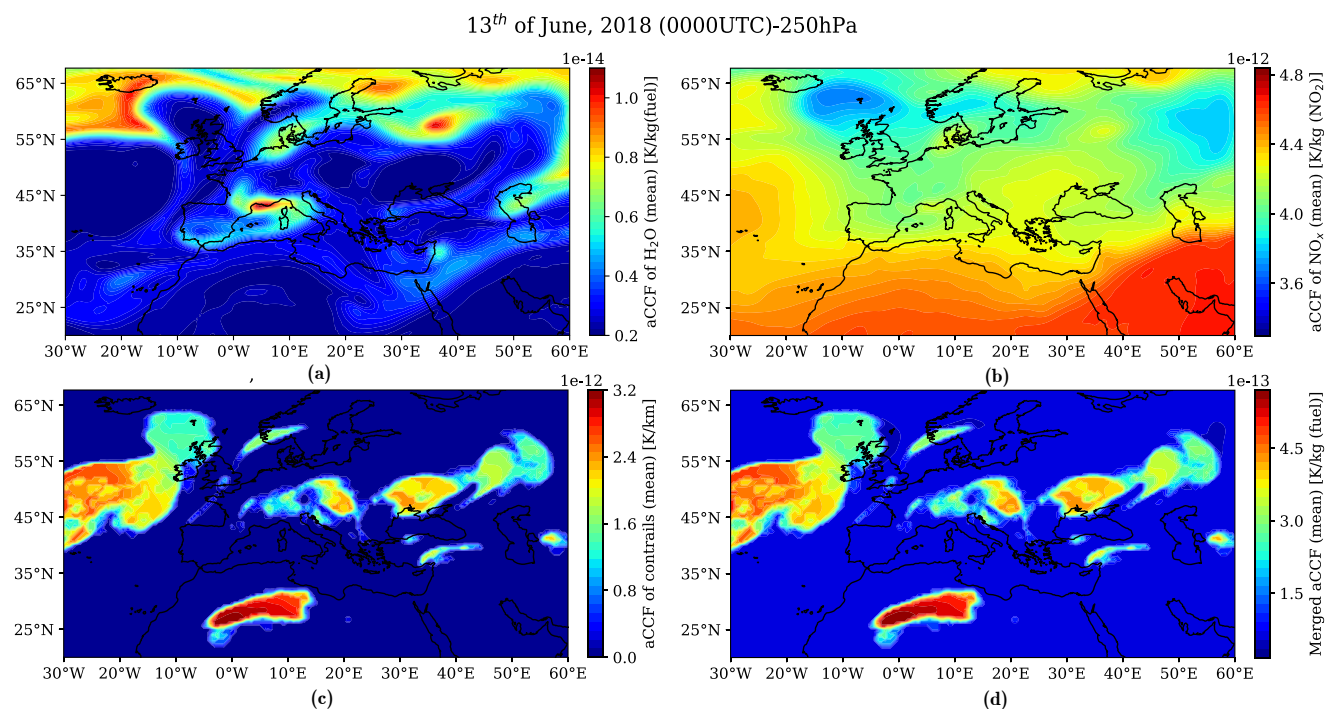 13th of June, 2018 (0000UTC)-250hPa
1e-14
65°N
55°N
45°N
35°N
25°N
30°W 20°W 10°W 0°W 10°E 20°E 30°E 40°E 50°E 60°E
1.0
0.8
0.6
0.4
0.2
aCCF of H2O (mean) [K/kg(fuel)]
(a)
1e-12
65°N
55°N
45°N
35°N
25°N
30°W 20°W 10°W 0°W 10°E 20°E 30°E 40°E 50°E 60°E
4.8
4.4
4.0
3.6
aCCF of NOx (mean) [K/kg (NO2)]
(b)
,
1e-12
65°N
55°N
45°N
35°N
25°N
30°W 20°W 10°W 0°W 10°E 20°E 30°E 40°E 50°E 60°E
3.2
2.4
1.6
0.8
0.0
aCCF of contrails (mean) [K/km]
(c)
1e-13
65°N
55°N
45°N
35°N
25°N
30°W 20°W 10°W 0°W 10°E 20°E 30°E 40°E 50°E 60°E
4.5
3.0
1.5
Merged aCCF (mean) [K/kg (fuel)]
(d)